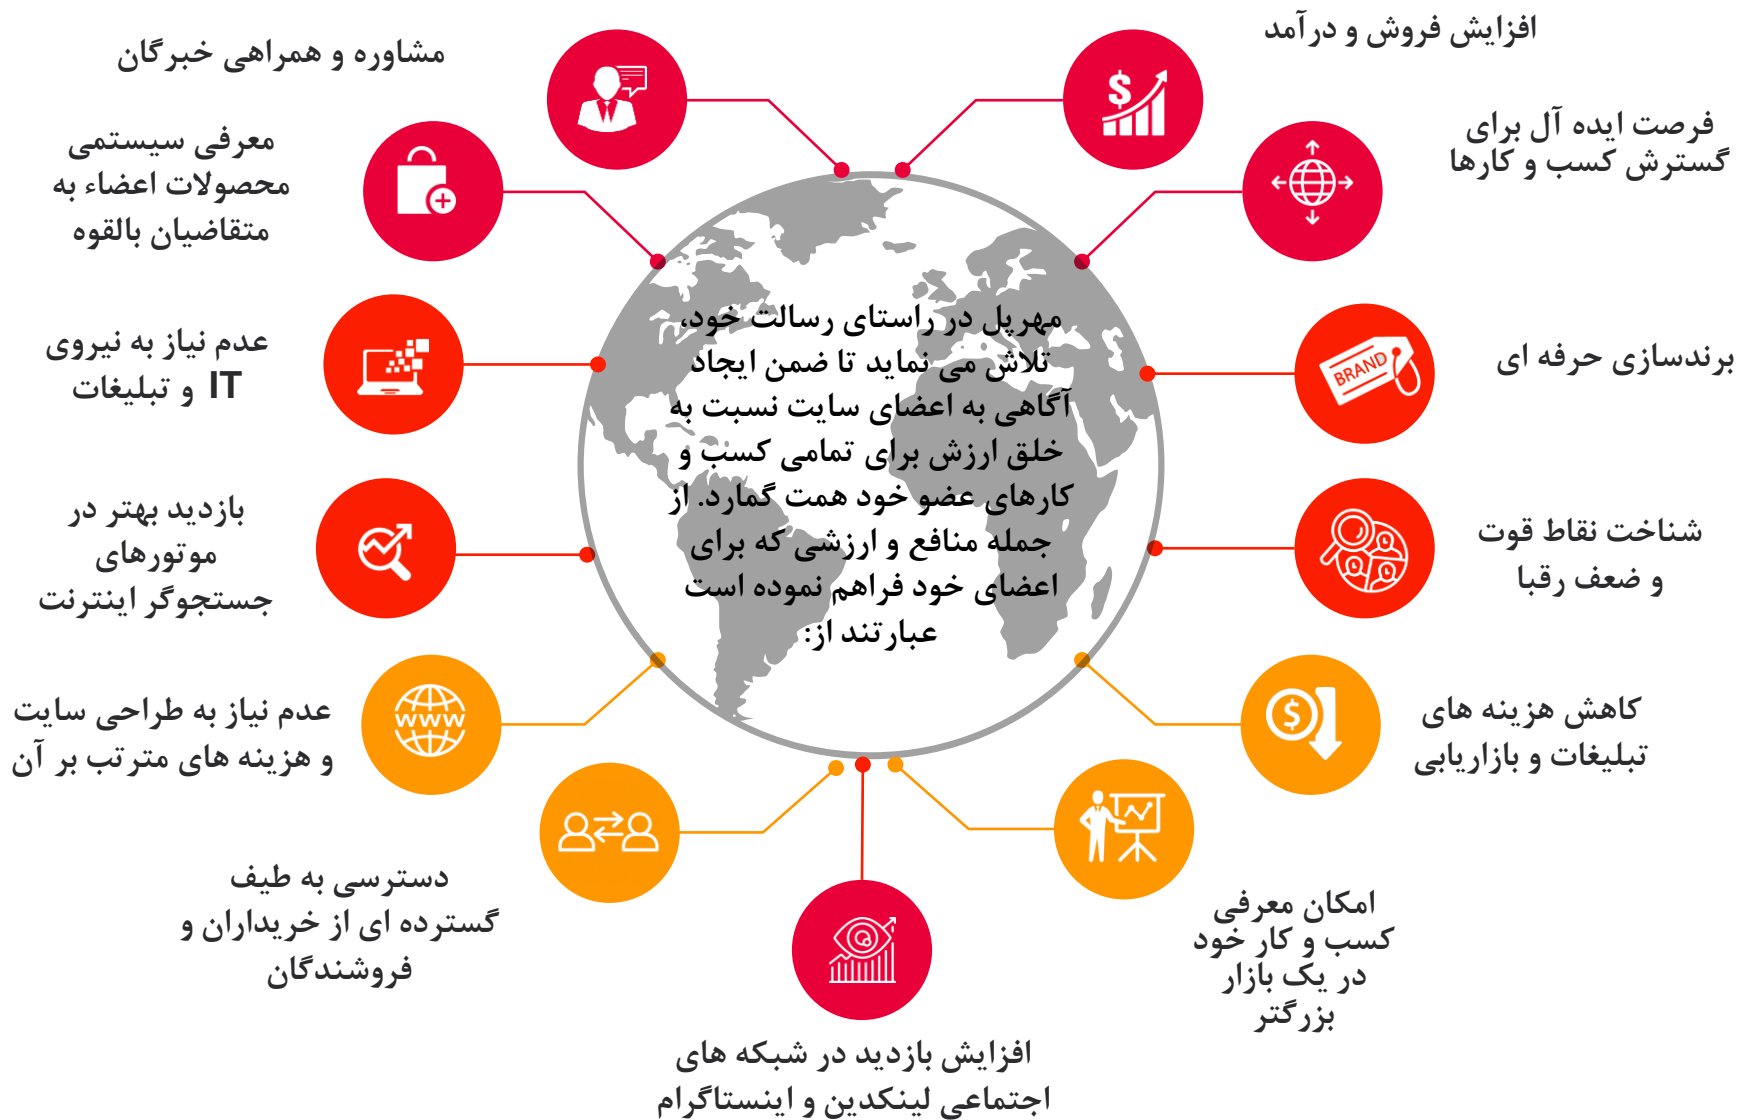 افزایش فروش و درآمد
فرصت ایده آل برای
گسترش کسب و کارها
BRAND
برندسازی حرفه ای
شناخت نقاط قوت
و ضعف رقبا
کاهش هزینه های
تبلیغات و بازاریابی
امکان معرفی
کسب و کار خود
در یک بازار
بزرگتر
افزایش بازدید در شبکه های
اجتماعی لینکدین و اینستاگرام
دسترسی به طیف
گسترده ای از خریداران و
فروشندگان
www
عدم نیاز به طراحی سایت
و هزینه های مترتب بر آن
بازدید بهتر در
موتورهای
جستجوگر اینترنت
عدم نیاز به نیروی
IT و تبلیغات
معرفی سیستمی
محصولات اعضاء به
متقاضیان بالقوه
مشاوره و همراهی خبرگان
مهرپل در راستای رسالت خود،
تلاش می نماید تا ضمن ایجاد
آگاهی به اعضای سایت نسبت به
خلق ارزش برای تمامی کسب و
کارهای عضو خود همت گمارد. از
جمله منافع و ارزشی که برای
اعضای خود فراهم نموده است
عبارتند از: